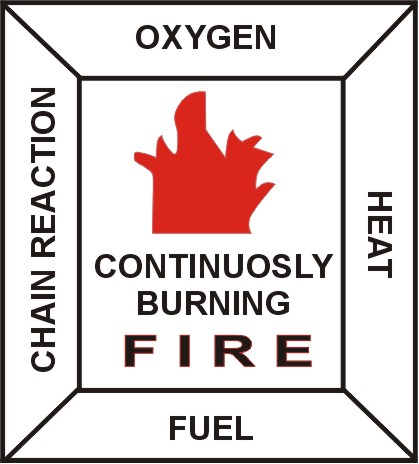 OXYGEN
CHAIN REACTION
HEAT
CONTINUOSLY
BURNING
FIRE
FUEL